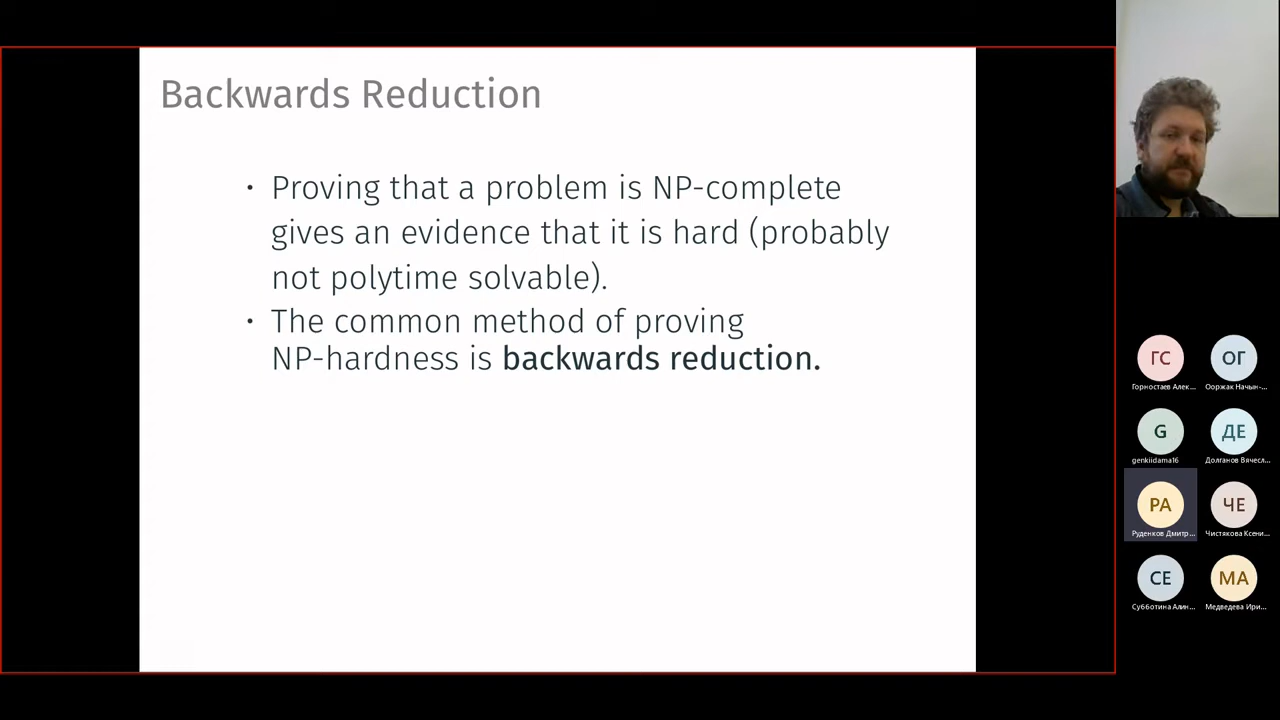 Backwards Reduction
• Proving that a problem is NP-complete
gives an evidence that it is hard (probably
not polytime solvable).
• The common method of proving
NP-hardness is backwards reduction.
ГС
Горностаев Алек...
ОГ
Ооржак Начын-...
G
genkiidama16
ДЕ
Долганов Вячесл...
РА
Руденков Дмитр...
ЧЕ
Чистякова Ксени...
СЕ
Субботина Алин...
МА
Медведева Ири...